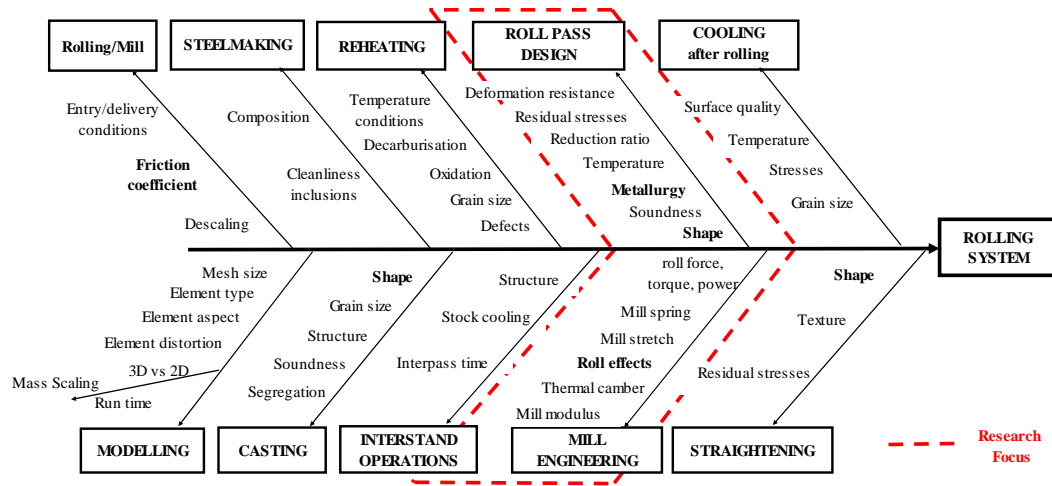 Rolling/Mill
STEELMAKING
REHEATING
ROLL PASS
DESIGN
COOLING
after rolling
Entry/delivery
conditions
Friction
coefficient
Descaling
Composition
Cleanliness
inclusions
Temperature
conditions
Decarburisation
Oxidation
Grain size
Defects
Deformation resistance
Residual stresses
Reduction ratio
Temperature
Metallurgy
Soundness
Shape
Surface quality
Temperature
Stresses
Grain size
ROLLING
SYSTEM
Mesh size
Element type
Element aspect
Element distortion
3D vs 2D
Mass Scaling
Run time
Shape
Grain size
Structure
Soundness
Segregation
Structure
Stock cooling
Interpass time
roll force,
torque, power
Mill spring
Mill stretch
Roll effects
Thermal camber
Mill modulus
Shape
Texture
Residual stresses
MODELLING
CASTING
INTERSTAND
OPERATIONS
MILL
ENGINEERING
STRAIGHTENING
Research
Focus